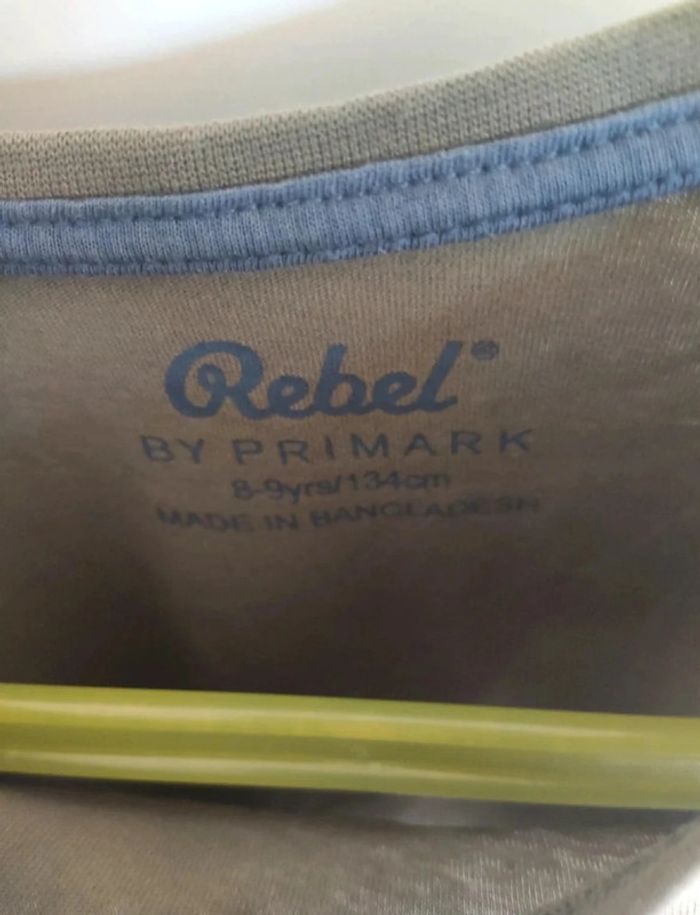 Rebel®
BY PRIMARK
8-9yrs/134cm
MADE IN BANGLADESH